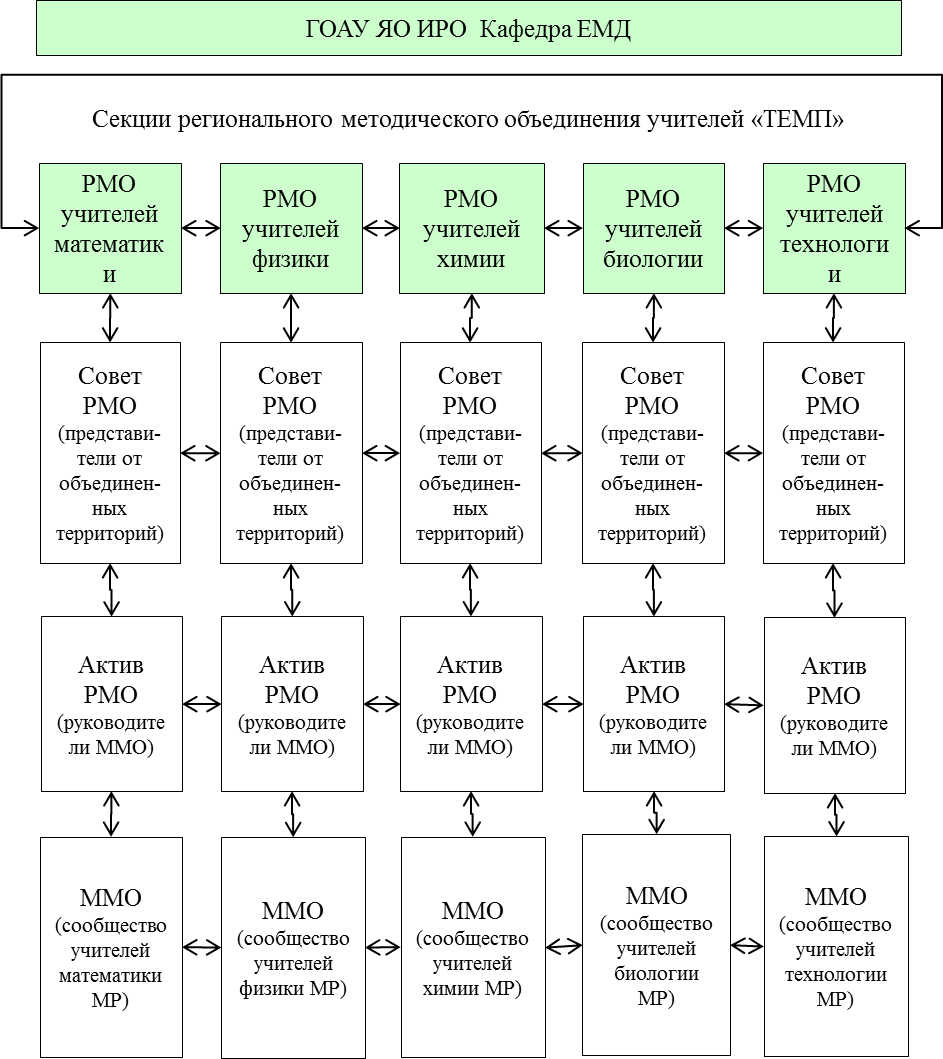 ГОАУ ЯО ИРО Кафедра ЕМД
Секции регионального методического объединения учителей «ТЕМП»
РМО
учителей
математик
и
РМО
учителей
физики
РМО
учителей
химии
РМО
учителей
биологии
РМО
учителей
технологи
и
Совет
РМО
(представи-
тели от
объединен-
ных
территорий)
Совет
РМО
(представи-
тели от
объединен-
ных
территорий)
Совет
РМО
(представи-
тели от
объединен-
ных
территорий)
Совет
РМО
(представи-
тели от
объединен-
ных
территорий)
Совет
РМО
(представи-
тели от
объединен-
ных
территорий)
Актив
РМО
(руководите
ли ММО)
Актив
РМО
(руководите
ли ММО)
Актив
РМО
(руководите
ли ММО)
Актив
РМО
(руководите
ли ММО)
Актив
РМО
(руководите
ли ММО)
ММО
(сообщество
учителей
математики
МР)
ММО
(сообщество
учителей
физики МР)
ММО
(сообщество
учителей
химии МР)
ММО
(сообщество
учителей
биологии
МР)
ММО
(сообщество
учителей
технологии
МР)